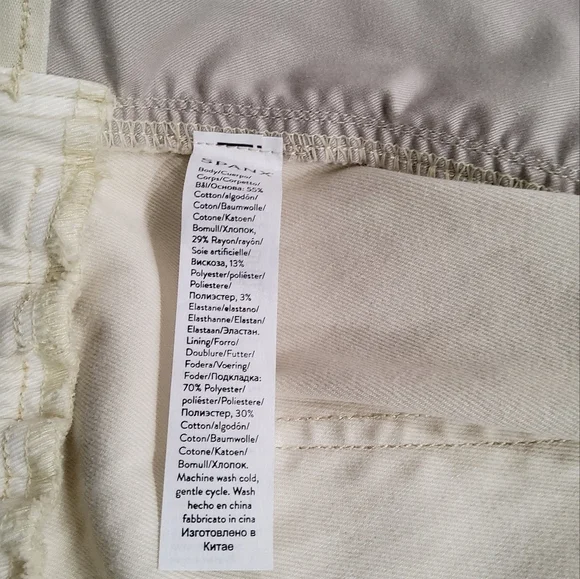 SPANX
Body/Cuerpo/
Corps/Corpetto/
Bål/Основа: 55%
Cotton/algodón/
Coton/Baumwolle/
Cotone/Katoen/
Bomull/Хлопок,
29% Rayon/rayón/
Soie artificielle/
Вискоза, 13%
Polyester/poliéster/
Poliestere/
Полиэстер, 3%
Elastane/elastano/
Elasthanne/Elastan/
Elastaan/Эластан.
Lining/Forro/
Doublure/Futter/
Fodera/Voering/
Foder/Подкладка:
70% Polyester/
poliéster/Poliestere/
Полиэстер, 30%
Cotton/algodón/
Coton/Baumwolle/
Cotone/Katoen/
Bomull/Хлопок.
Machine wash cold,
gentle cycle. Wash
hecho en china
fabbricato in cina
Изготовлено в
Китае